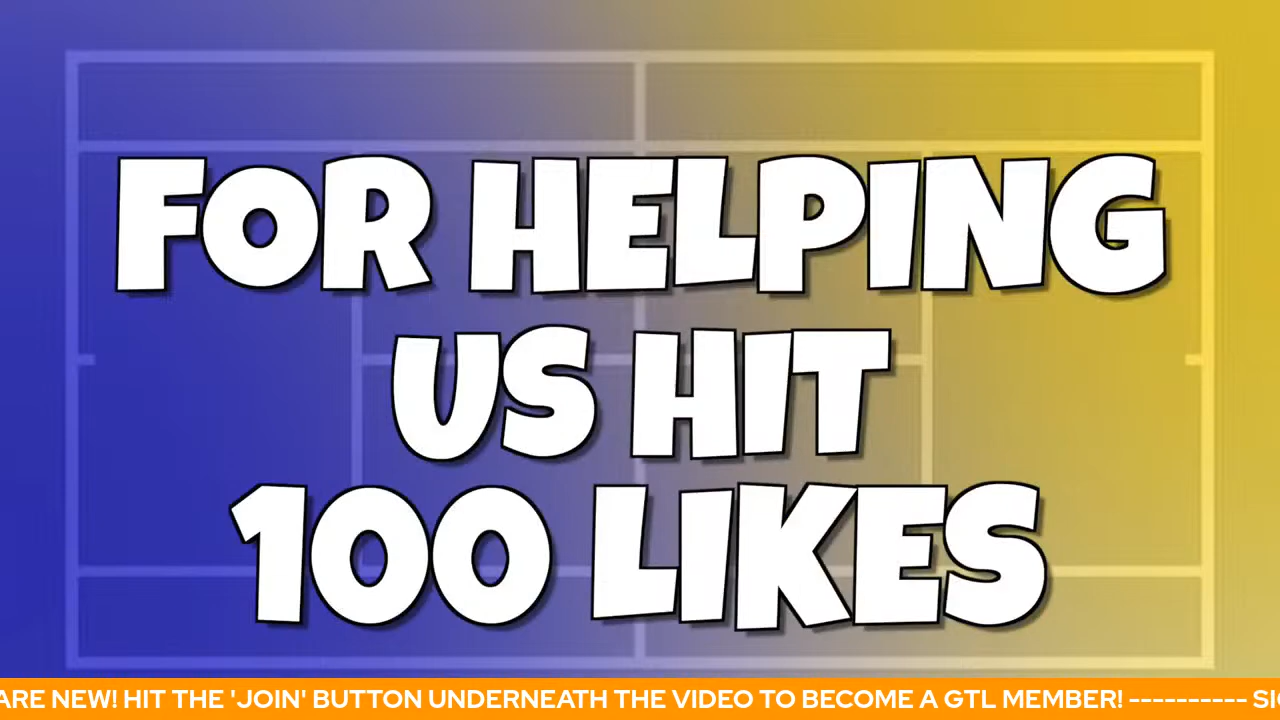 FOR HELPING
US HIT
100 LIKES
ARE NEW! HIT THE 'JOIN' BUTTON UNDERNEATH THE VIDEO TO BECOME A GTL MEMBER! ----------